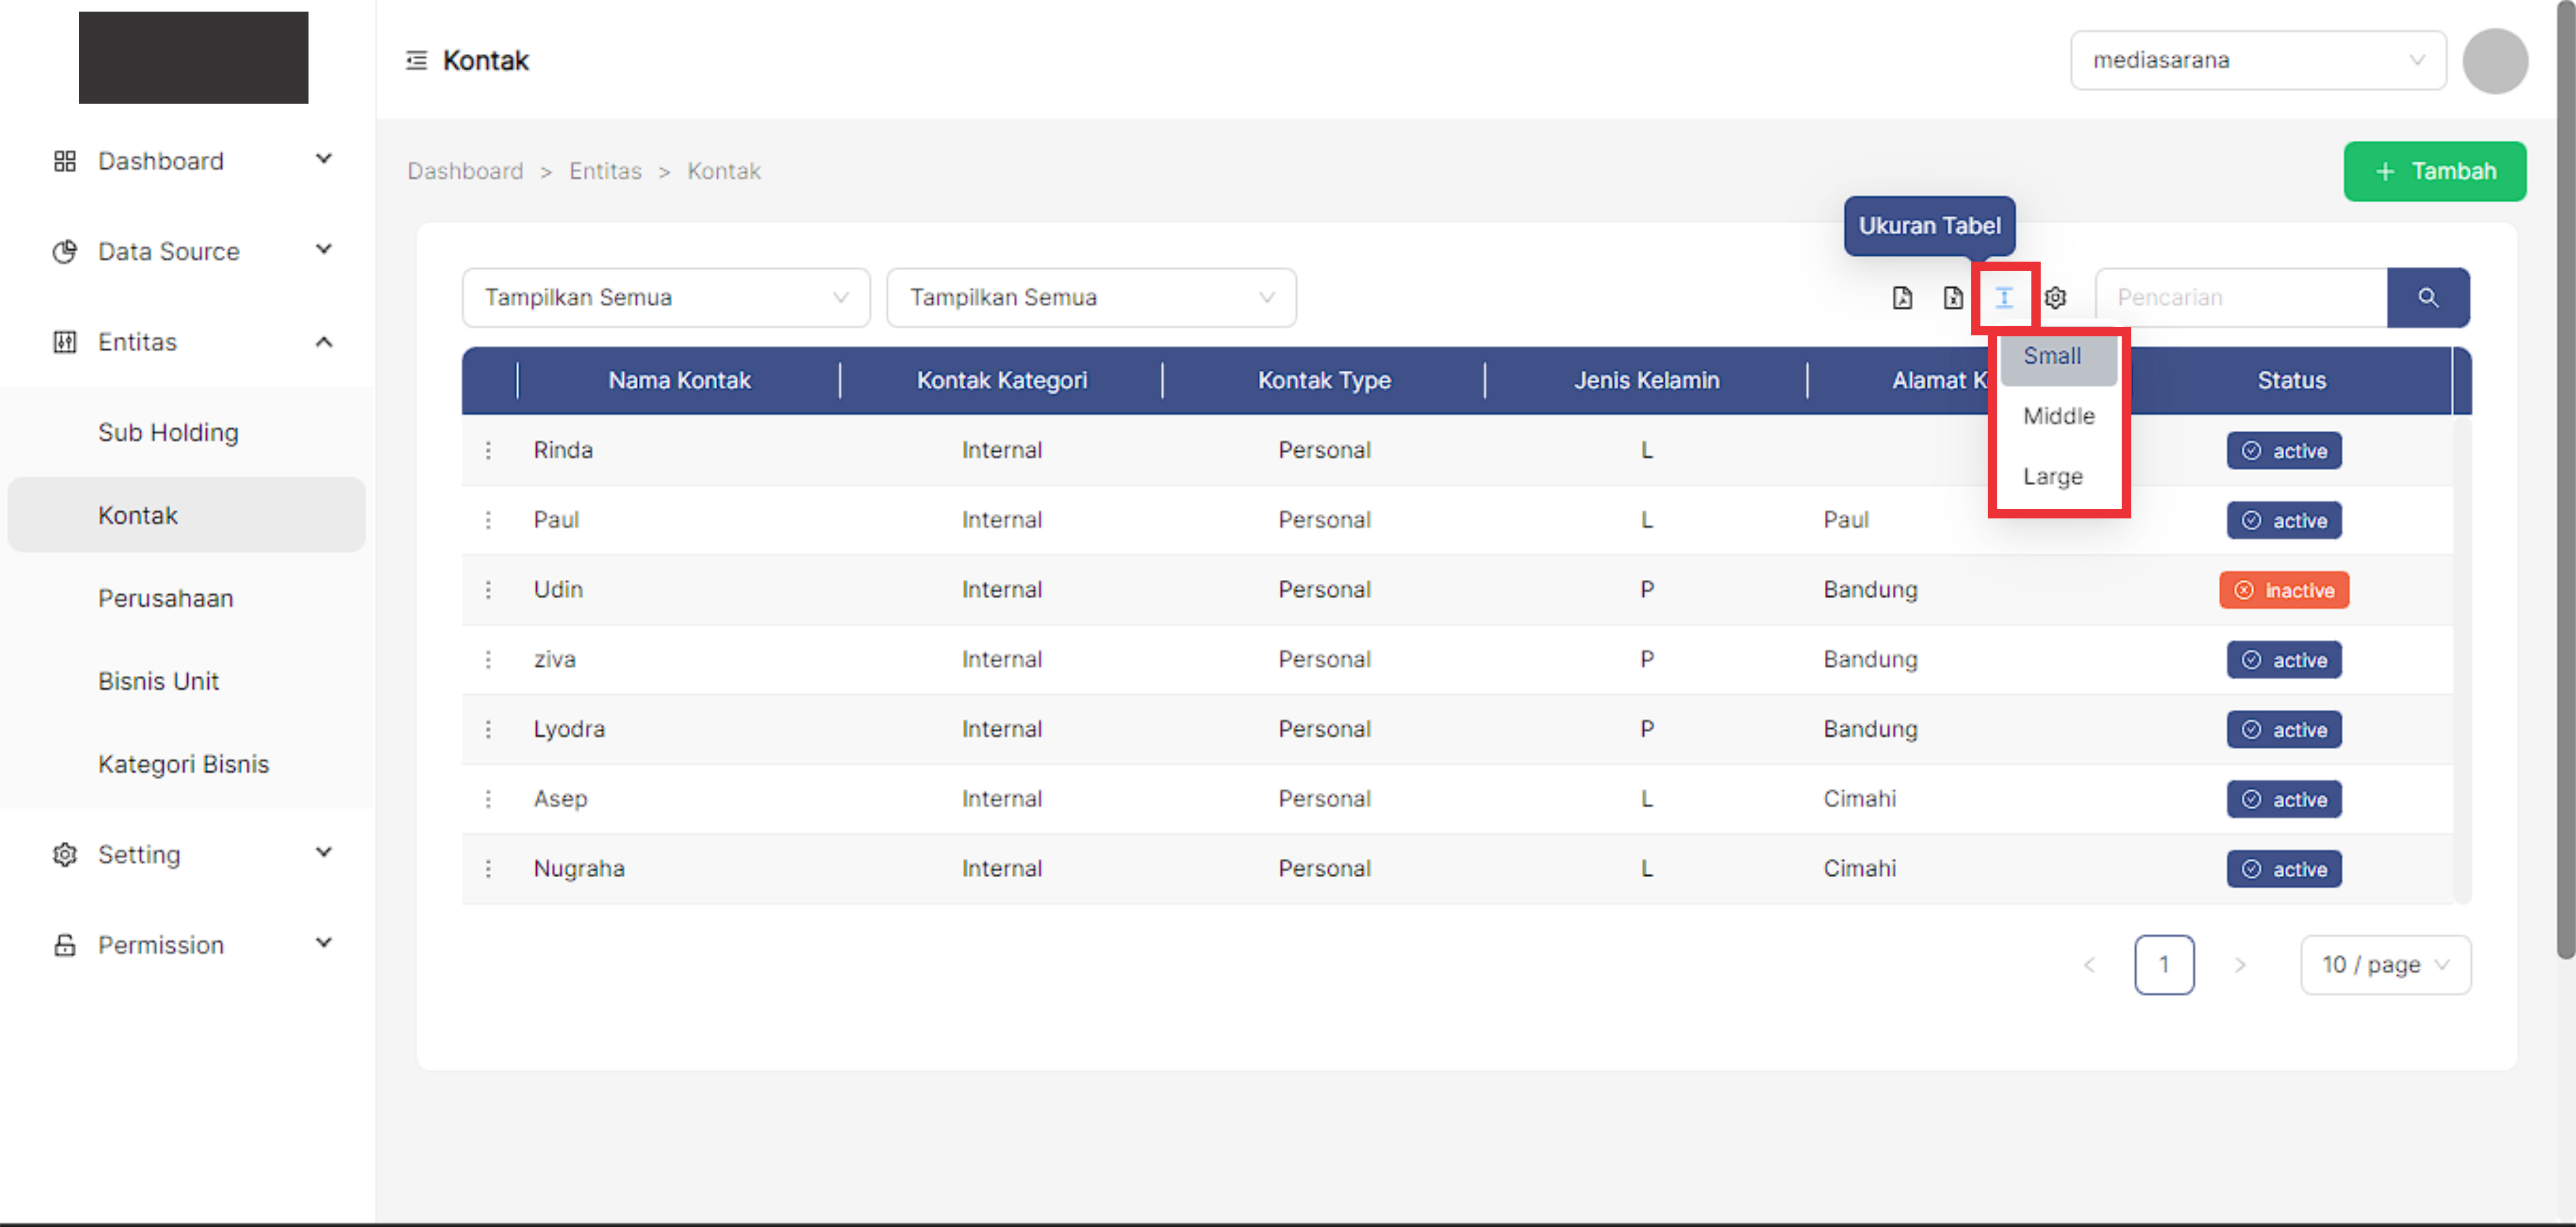 Kontak
mediasarana
Dashboard
Data Source
Entitas
Sub Holding
Kontak
Perusahaan
Bisnis Unit
Kategori Bisnis
Setting
Permission
Dashboard > Entitas > Kontak
+ Tambah
Ukuran Tabel
Tampilkan Semua
Tampilkan Semua
Pencarian
Small
Middle
Large
Nama Kontak Kontak Kategori Kontak Type Jenis Kelamin Alamat K Status
Rinda Internal Personal L active
Paul Internal Personal L Paul active
Udin Internal Personal P Bandung inactive
ziva Internal Personal P Bandung active
Lyodra Internal Personal P Bandung active
Asep Internal Personal L Cimahi active
Nugraha Internal Personal L Cimahi active
< 1 > 10 / page